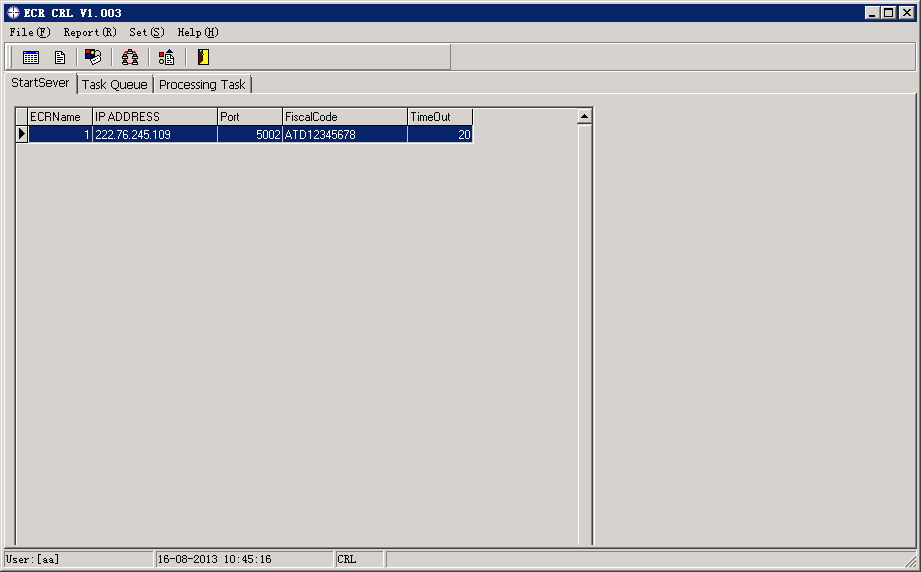 ECR CRL V1.003
File(F) Report(R) Set(S) Help(H)
StartSever Task Queue Processing Task
ECRName IP ADDRESS Port FiscalCode TimeOut
1 222.76.245.109 5002 ATD12345678 20
User:[aa] 16-08-2013 10:45:16 CRL